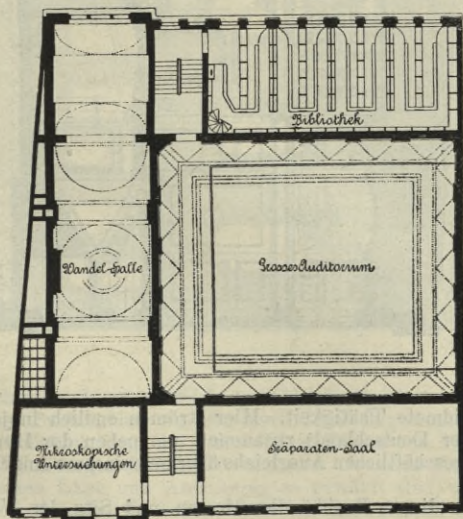 Bibliothek
Wandel-Halle
Grosses Auditorium
Mikroskopische
Untersuchungen
Präparaten-Saal